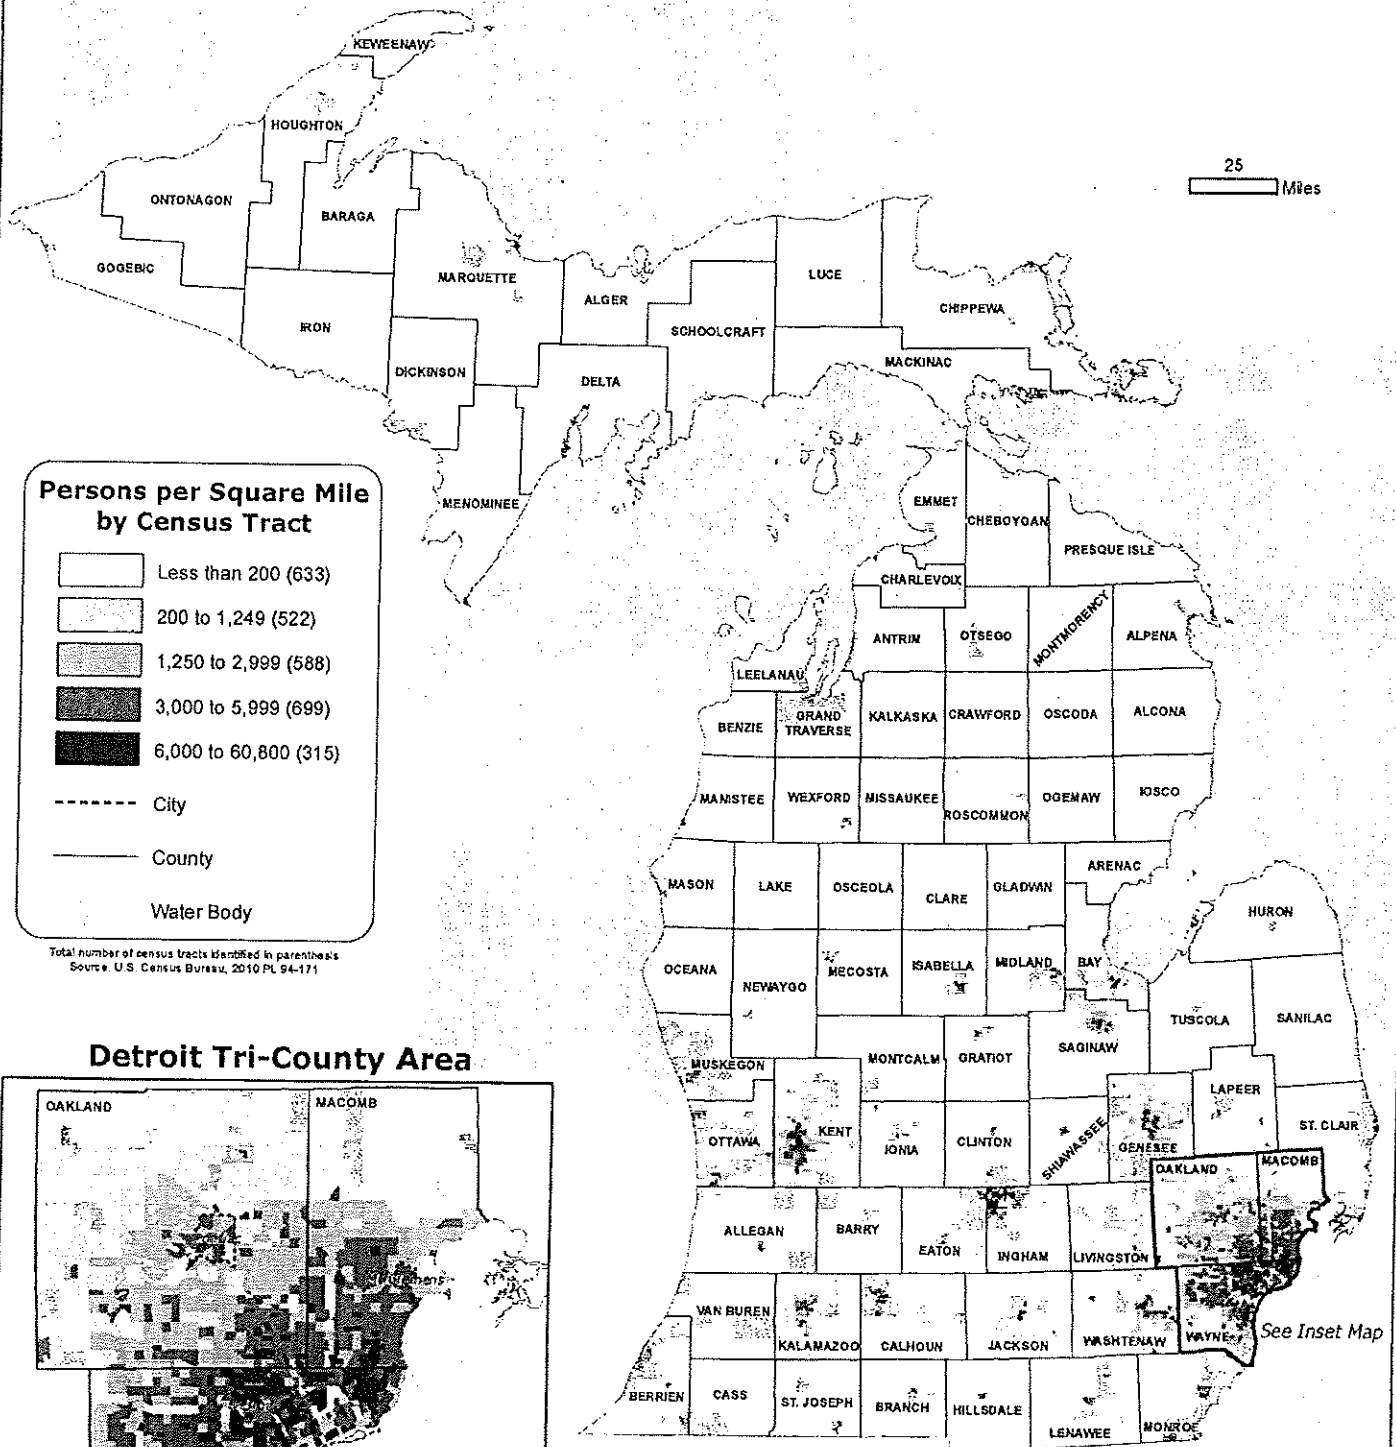 KEWEENAW
HOUGHTON
ONTONAGON
BARAGA
GOGEBIC
MARQUETTE
IRON
ALGER
LUCE
CHIPPEWA
SCHOOLCRAFT
MACKINAC
DICKINSON
DELTA
MENOMINEE
25
Miles
Persons per Square Mile
by Census Tract
Less than 200 (633)
200 to 1,249 (522)
1,250 to 2,999 (588)
3,000 to 5,999 (699)
6,000 to 60,800 (315)
City
County
Water Body
Total number of census tracts identified in parenthesis
Source: U.S. Census Bureau, 2010 PL 94-171
EMMET
CHEBOYGAN
PRESQUE ISLE
CHARLEVOIX
ANTRIM
OTSEGO
MONTMORENCY
ALPENA
LEELANAU
BENZIE
GRAND
TRAVERSE
KALKASKA
CRAWFORD
OSCODA
ALCONA
MANISTEE
WEXFORD
MISSAUKEE
ROSCOMMON
OGEMAW
IOSCO
MASON
LAKE
OSCEOLA
CLARE
GLADWIN
ARENAC
HURON
OCEANA
NEWAYGO
MECOSTA
ISABELLA
MIDLAND
BAY
TUSCOLA
SANILAC
MUSKEGON
MONTCALM
GRATIOT
SAGINAW
LAPEER
OTTAWA
KENT
IONIA
CLINTON
SHIAWASSEE
GENESEE
ST. CLAIR
OAKLAND
MACOMB
ALLEGAN
BARRY
EATON
INGHAM
LIVINGSTON
VAN BUREN
KALAMAZOO
CALHOUN
JACKSON
WASHTENAW
WAYNE
See Inset Map
BERRIEN
CASS
ST. JOSEPH
BRANCH
HILLSDALE
LENAWEE
MONROE
Detroit Tri-County Area
OAKLAND
MACOMB